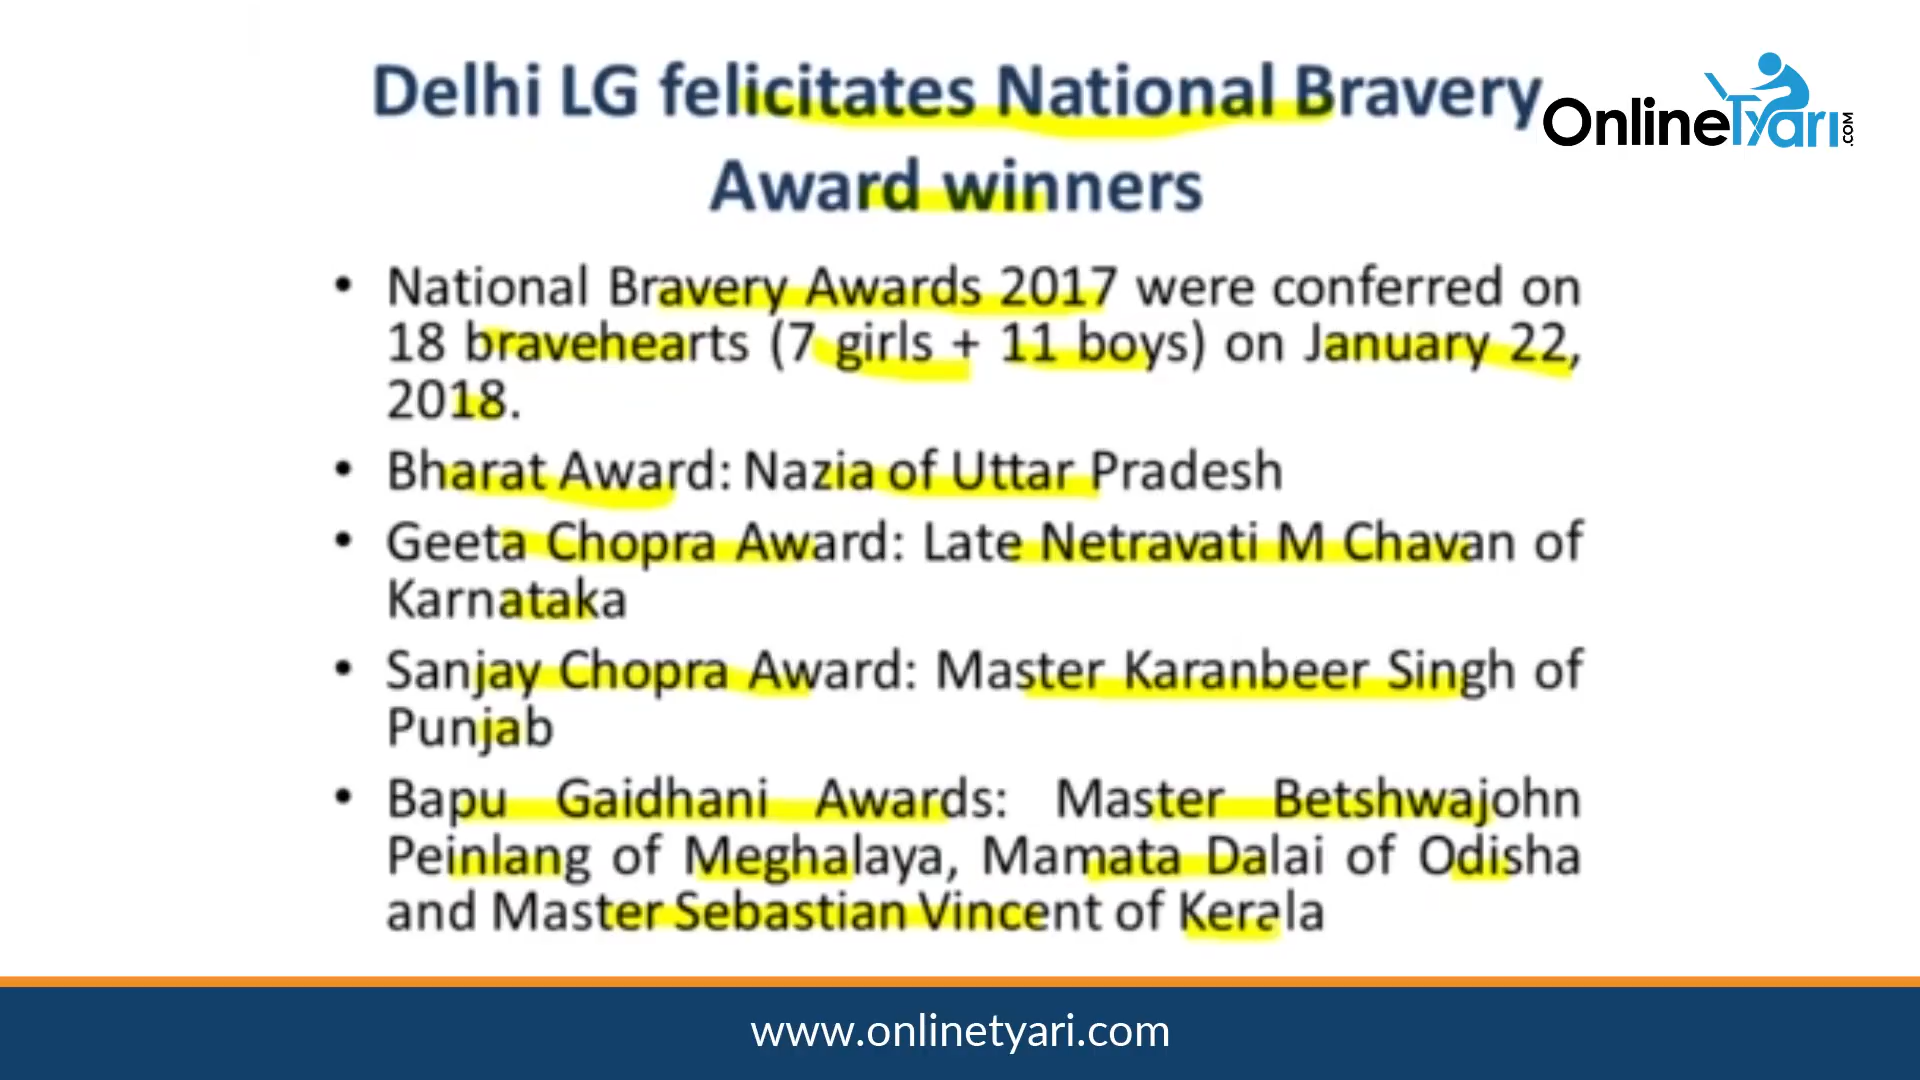 Delhi LG felicitates National Bravery
Award winners
OnlineTyari.com
• National Bravery Awards 2017 were conferred on
18 bravehearts (7 girls + 11 boys) on January 22,
2018.
• Bharat Award: Nazia of Uttar Pradesh
• Geeta Chopra Award: Late Netravati M Chavan of
Karnataka
• Sanjay Chopra Award: Master Karanbeer Singh of
Punjab
• Bapu Gaidhani Awards: Master Betshwajohn
Peinlang of Meghalaya, Mamata Dalai of Odisha
and Master Sebastian Vincent of Kerala
www.onlinetyari.com